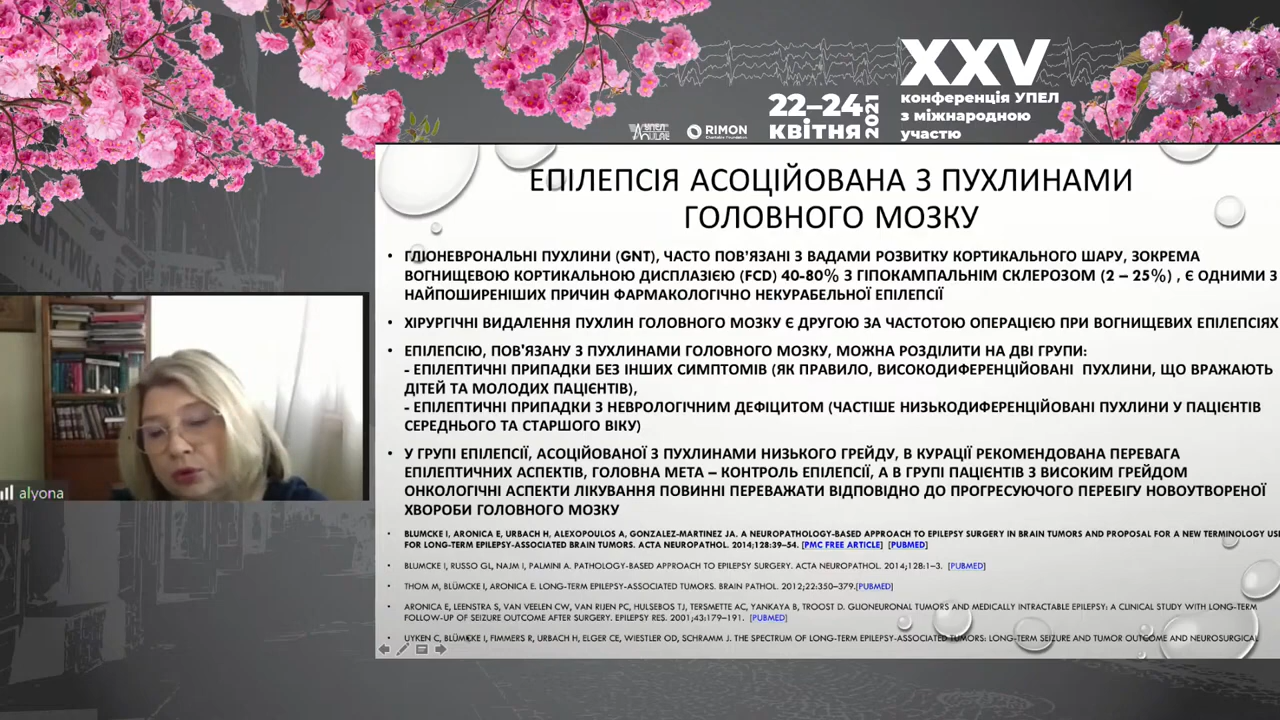 XXV
конференція УПЕЛ
з міжнародною
участю
22–24
квітня
2021
RIMON
ЕПІЛЕПСІЯ АСОЦІЙОВАНА З ПУХЛИНАМИ
ГОЛОВНОГО МОЗКУ
• ГЛІОНЕВРОНАЛЬНІ ПУХЛИНИ (GNT), ЧАСТО ПОВ'ЯЗАНІ З ВАДАМИ РОЗВИТКУ КОРТИКАЛЬНОГО ШАРУ, ЗОКРЕМА
ВОГНИЩЕВОЮ КОРТИКАЛЬНОЮ ДИСПЛАЗІЄЮ (FCD) 40-80% З ГІПОКАМПАЛЬНІМ СКЛЕРОЗОМ (2 – 25%) , Є ОДНИМИ З
НАЙПОШИРЕНІШИХ ПРИЧИН ФАРМАКОЛОГІЧНО НЕКУРАБЕЛЬНОЇ ЕПІЛЕПСІЇ
• ХІРУРГІЧНІ ВИДАЛЕННЯ ПУХЛИН ГОЛОВНОГО МОЗКУ Є ДРУГОЮ ЗА ЧАСТОТОЮ ОПЕРАЦІЄЮ ПРИ ВОГНИЩЕВИХ ЕПІЛЕПСІЯХ
• ЕПІЛЕПСІЮ, ПОВ'ЯЗАНУ З ПУХЛИНАМИ ГОЛОВНОГО МОЗКУ, МОЖНА РОЗДІЛИТИ НА ДВІ ГРУПИ:
- ЕПІЛЕПТИЧНІ ПРИПАДКИ БЕЗ ІНШИХ СИМПТОМІВ (ЯК ПРАВИЛО, ВИСОКОДИФЕРЕНЦІЙОВАНІ ПУХЛИНИ, ЩО ВРАЖАЮТЬ
ДІТЕЙ ТА МОЛОДИХ ПАЦІЄНТІВ),
- ЕПІЛЕПТИЧНІ ПРИПАДКИ З НЕВРОЛОГІЧНИМ ДЕФІЦИТОМ (ЧАСТІШЕ НИЗЬКОДИФЕРЕНЦІЙОВАНІ ПУХЛИНИ У ПАЦІЄНТІВ
СЕРЕДНЬОГО ТА СТАРШОГО ВІКУ)
• У ГРУПІ ЕПІЛЕПСІЇ, АСОЦІЙОВАНОЇ З ПУХЛИНАМИ НИЗЬКОГО ГРЕЙДУ, В КУРАЦІЇ РЕКОМЕНДОВАНА ПЕРЕВАГА
ЕПІЛЕПТИЧНИХ АСПЕКТІВ, ГОЛОВНА МЕТА – КОНТРОЛЬ ЕПІЛЕПСІЇ, А В ГРУПІ ПАЦІЄНТІВ З ВИСОКИМ ГРЕЙДОМ
ОНКОЛОГІЧНІ АСПЕКТИ ЛІКУВАННЯ ПОВИННІ ПЕРЕВАЖАТИ ВІДПОВІДНО ДО ПРОГРЕСУЮЧОГО ПЕРЕБІГУ НОВОУТВОРЕНОЇ
ХВОРОБИ ГОЛОВНОГО МОЗКУ
• BLUMCKE I, ARONICA E, URBACH H, ALEXOPOULOS A, GONZALEZ-MARTINEZ JA. A NEUROPATHOLOGY-BASED APPROACH TO EPILEPSY SURGERY IN BRAIN TUMORS AND PROPOSAL FOR A NEW TERMINOLOGY USE
FOR LONG-TERM EPILEPSY-ASSOCIATED BRAIN TUMORS. ACTA NEUROPATHOL. 2014;128:39–54. [PMC FREE ARTICLE] [PUBMED]
• BLUMCKE I, RUSSO GL, NAJM I, PALMINI A. PATHOLOGY-BASED APPROACH TO EPILEPSY SURGERY. ACTA NEUROPATHOL. 2014;128:1–3. [PUBMED]
• THOM M, BLÜMCKE I, ARONICA E. LONG-TERM EPILEPSY-ASSOCIATED TUMORS. BRAIN PATHOL. 2012;22:350–379.[PUBMED]
• ARONICA E, LEENSTRA S, VAN VEELEN CW, VAN RIJEN PC, HULSEBOS TJ, TERSMETTE AC, YANKAYA B, TROOST D. GLIONEURONAL TUMORS AND MEDICALLY INTRACTABLE EPILEPSY: A CLINICAL STUDY WITH LONG-TERM
FOLLOW-UP OF SEIZURE OUTCOME AFTER SURGERY. EPILEPSY RES. 2001;43:179–191. [PUBMED]
• UYKEN C, BLÜMCKE I, FIMMERS R, URBACH H, ELGER CE, WIESTLER OD, SCHRAMM J. THE SPECTRUM OF LONG-TERM EPILEPSY-ASSOCIATED TUMORS: LONG-TERM SEIZURE AND TUMOR OUTCOME AND NEUROSURGICAL
alyona